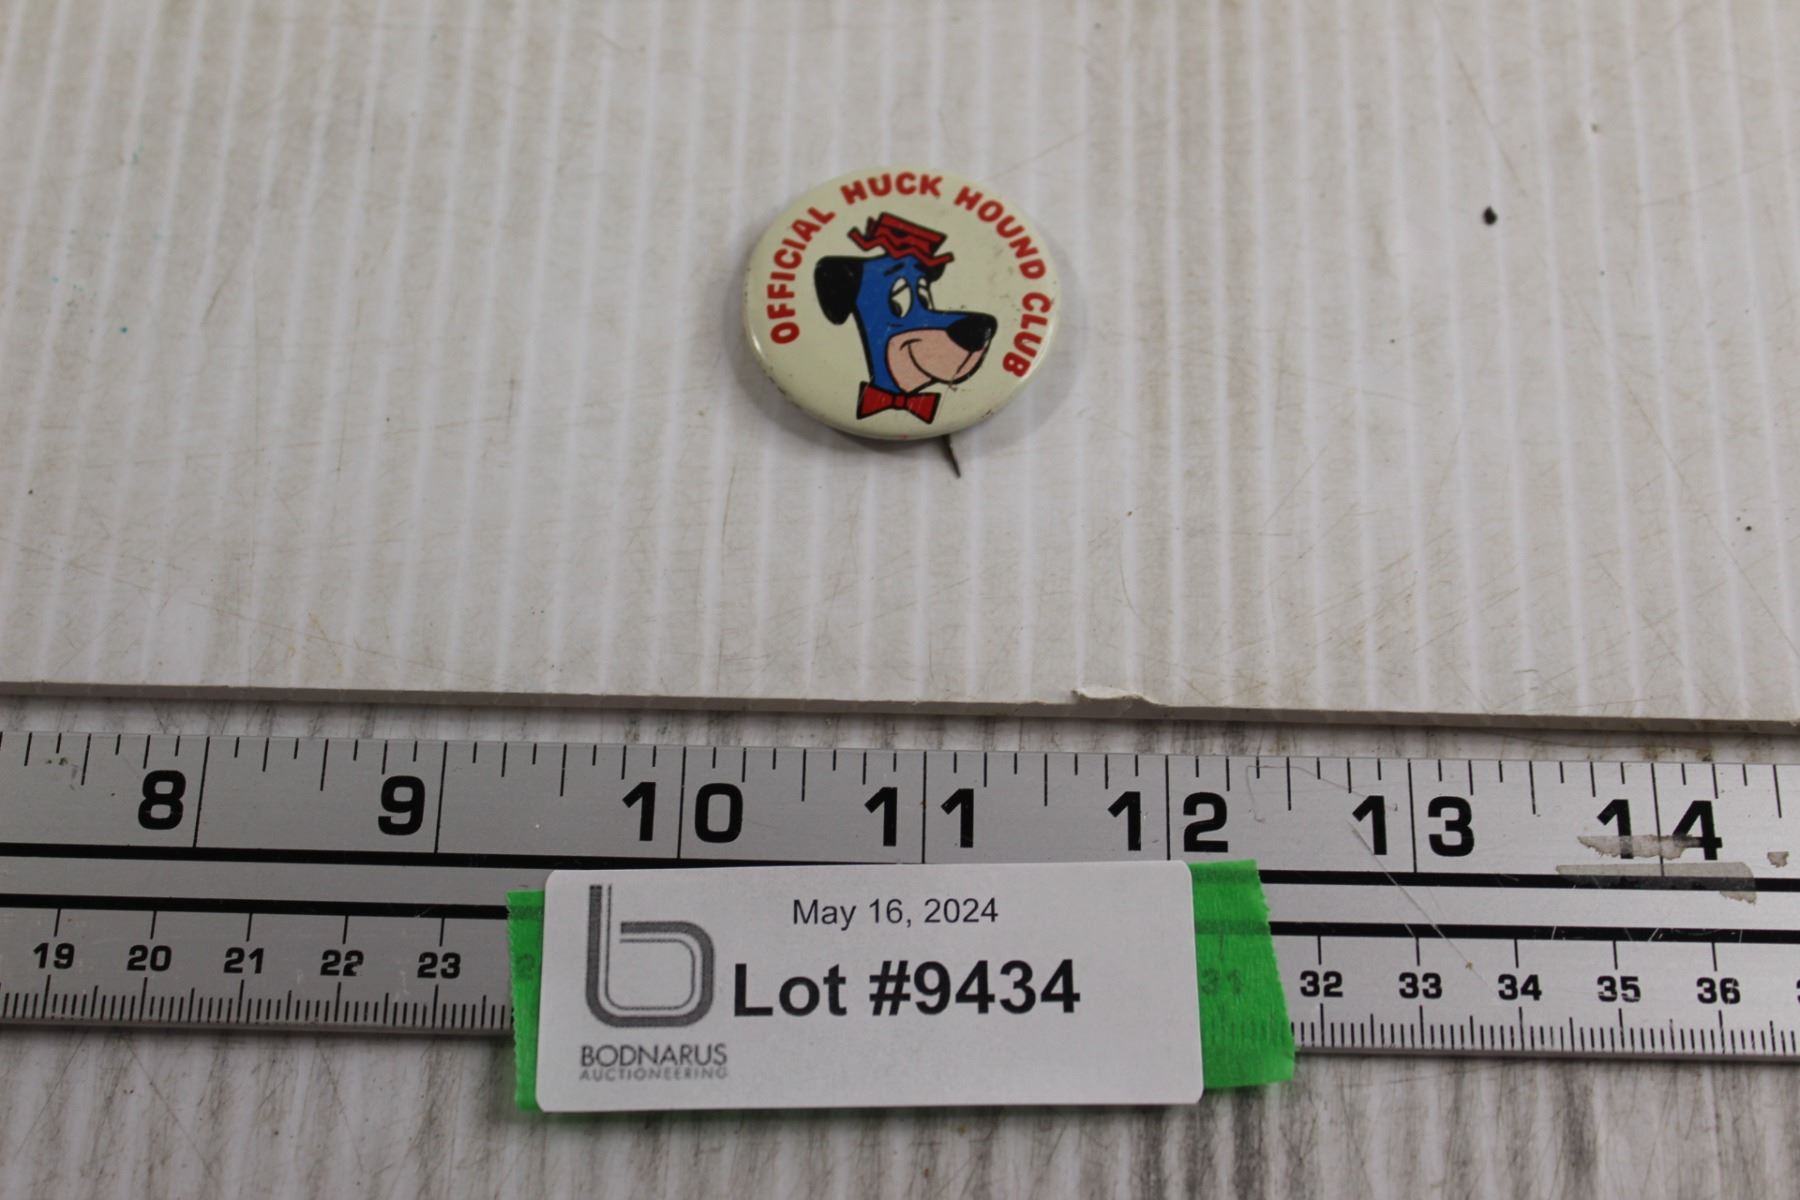 OFFICIAL HUCK HOUND CLUB
8 9 10 11 12 13 14
May 16, 2024
Lot #9434
BODNARUS
AUCTIONEERING
19 20 21 22 23 31 32 33 34 35 36